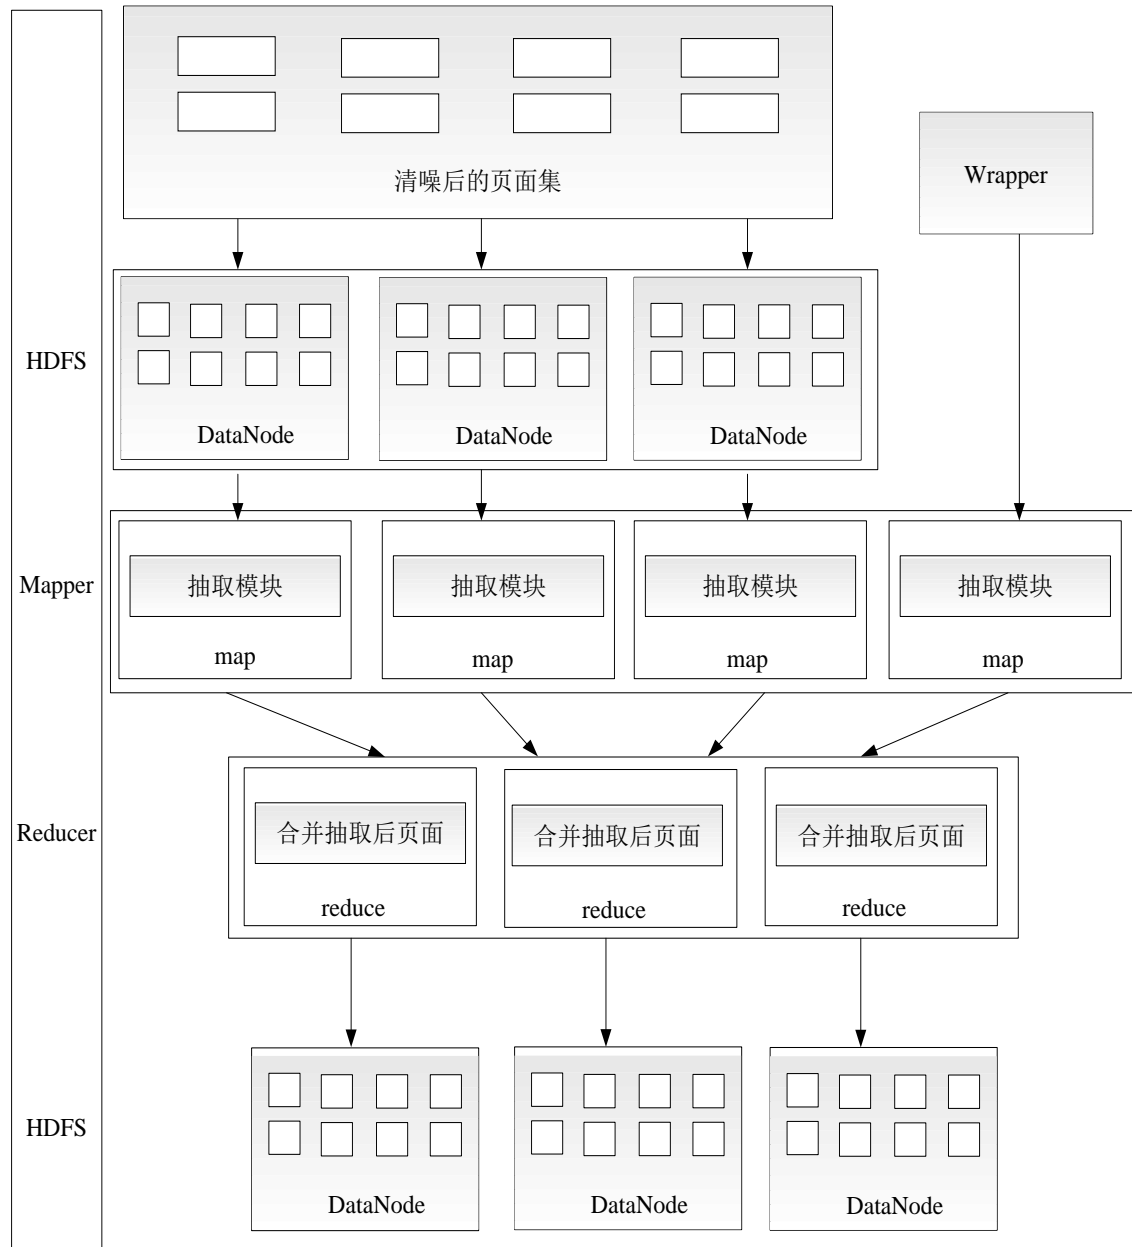 清噪后的页面集
Wrapper
HDFS
DataNode
DataNode
DataNode
Mapper
抽取模块
抽取模块
抽取模块
抽取模块
map
map
map
map
Reducer
合并抽取后页面
合并抽取后页面
合并抽取后页面
reduce
reduce
reduce
HDFS
DataNode
DataNode
DataNode